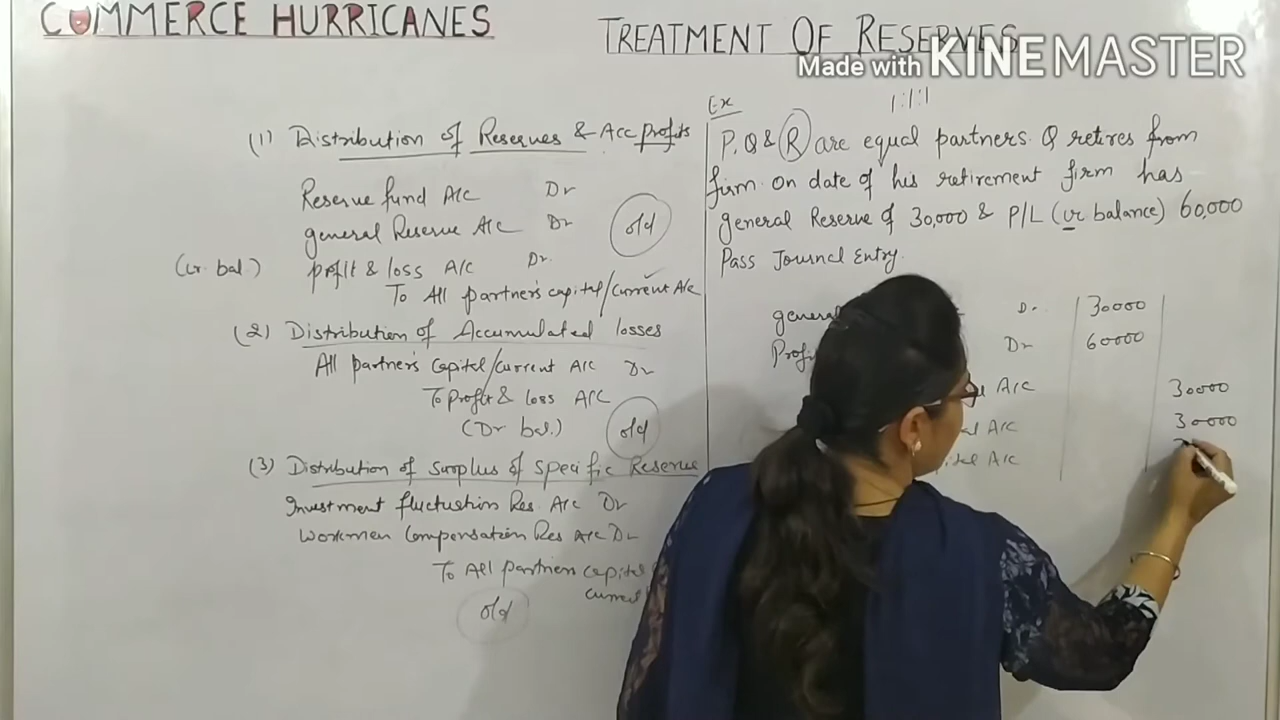 COMMERCE HURRICANES
TREATMENT OF RESERVES
Made with KINEMASTER
(1) Distribution of Reserves & Acc profits
Reserve fund A/C Dr
general Reserve A/C Dr
old
(cr. bal.) profit & loss A/C Dr.
To All partner's capital/current A/c
(2) Distribution of Accumulated losses
All partner's capital/current A/C Dr
To profit & loss A/C
(Dr bal.)
old
(3) Distribution of surplus of specific Reserve
Investment fluctuation Res. A/C Dr
Workmen Compensation Res A/C Dr
To All partners capital
current
old
Ex
1:1:1
P, Q & R are equal partners. Q retires from
firm. On date of his retirement firm has
general Reserve of 30,000 & P/L (cr balance) 60,000
Pass Journal Entry.
general Dr 30000
Dr 60000
A/C 30000
A/C 30000
A/C